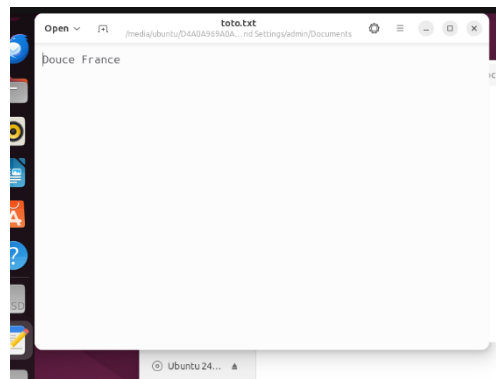 Open
toto.txt
/media/ubuntu/D4A0A969A0A... nd Settings/admin/Documents
Douce France
Ubuntu 24...